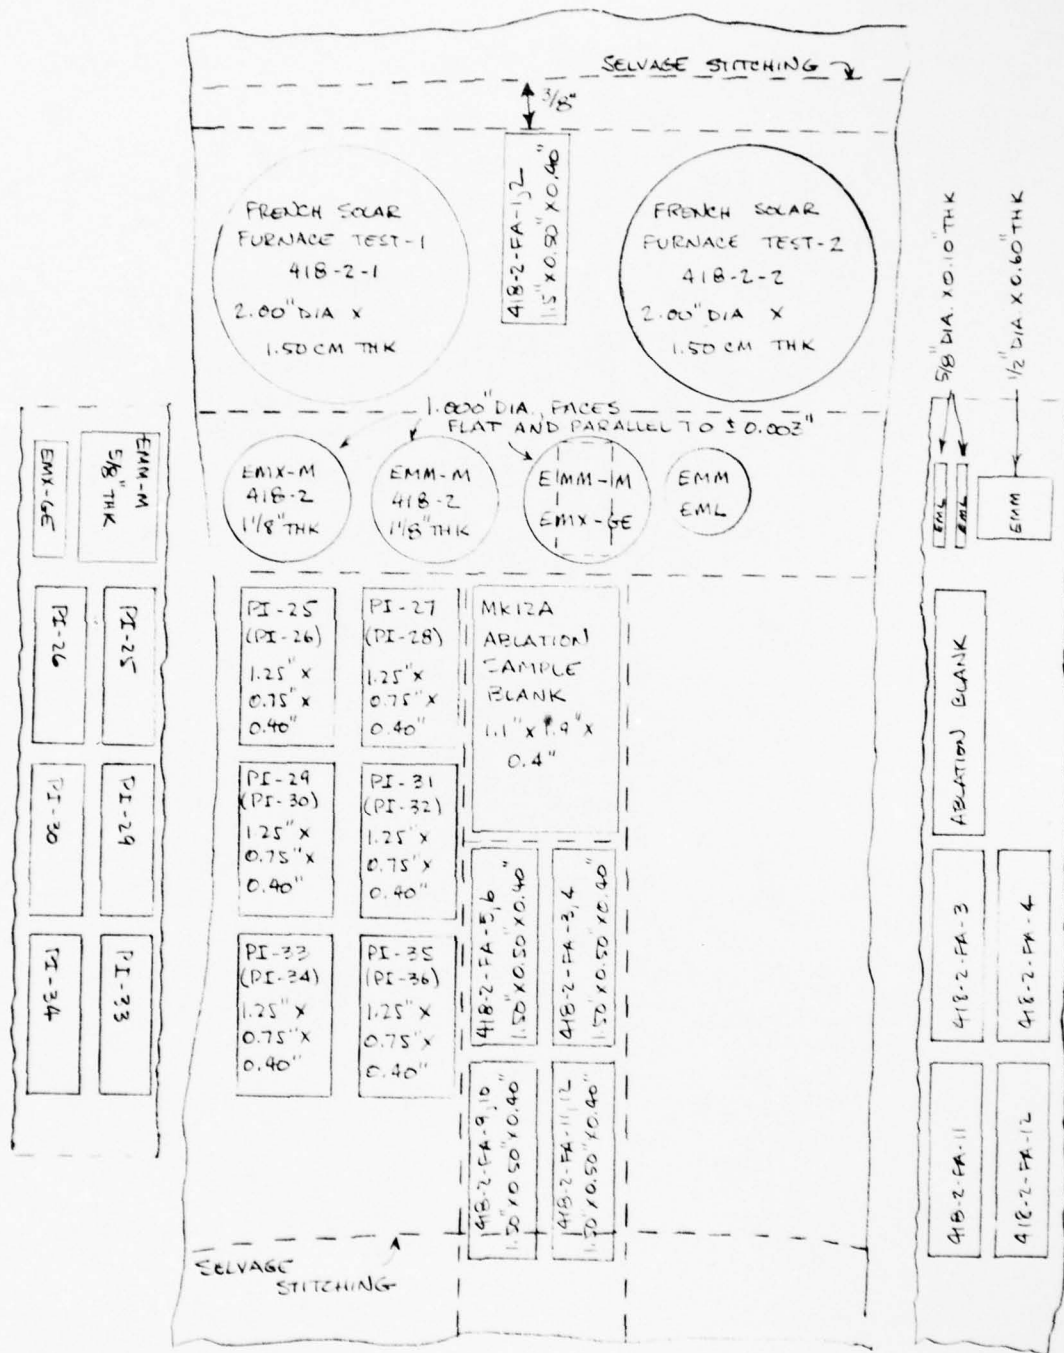 SELVAGE STITCHING
3/8"
FRENCH SOLAR
FURNACE TEST-1
418-2-1
2.00" DIA X
1.50 CM THK
418-2-FA-1,2
1.5" X 0.50" X 0.40"
FRENCH SOLAR
FURNACE TEST-2
418-2-2
2.00" DIA X
1.50 CM THK
5/8" DIA. X 0.10" THK
1/2" DIA X 0.60" THK
1.000" DIA., FACES
FLAT AND PARALLEL TO ± 0.003"
EMM-M
5/8" THK
EMX-GE
EMX-M
418-2
1 1/8" THK
EMM-M
418-2
1 1/8" THK
EMM-M
EMX-GE
EMM
EML
EML
EML
EMM
PI-26
PI-25
PI-30
PI-29
PI-34
PI-33
PI-25
(PI-26)
1.25" X
0.75" X
0.40"
PI-27
(PI-28)
1.25" X
0.75" X
0.40"
MK12A
ABLATION
SAMPLE
BLANK
1.1" X 1.9" X
0.4"
PI-29
(PI-30)
1.25" X
0.75" X
0.40"
PI-31
(PI-32)
1.25" X
0.75" X
0.40"
PI-33
(PI-34)
1.25" X
0.75" X
0.40"
PI-35
(PI-36)
1.25" X
0.75" X
0.40"
418-2-FA-5,6
1.50" X 0.50" X 0.40"
418-2-FA-3,4
1.50" X 0.50" X 0.40"
418-2-FA-9,10
1.50" X 0.50" X 0.40"
418-2-FA-11,12
1.50" X 0.50" X 0.40"
ABLATION BLANK
418-2-FA-3
418-2-FA-4
418-2-FA-11
418-2-FA-12
SELVAGE
STITCHING